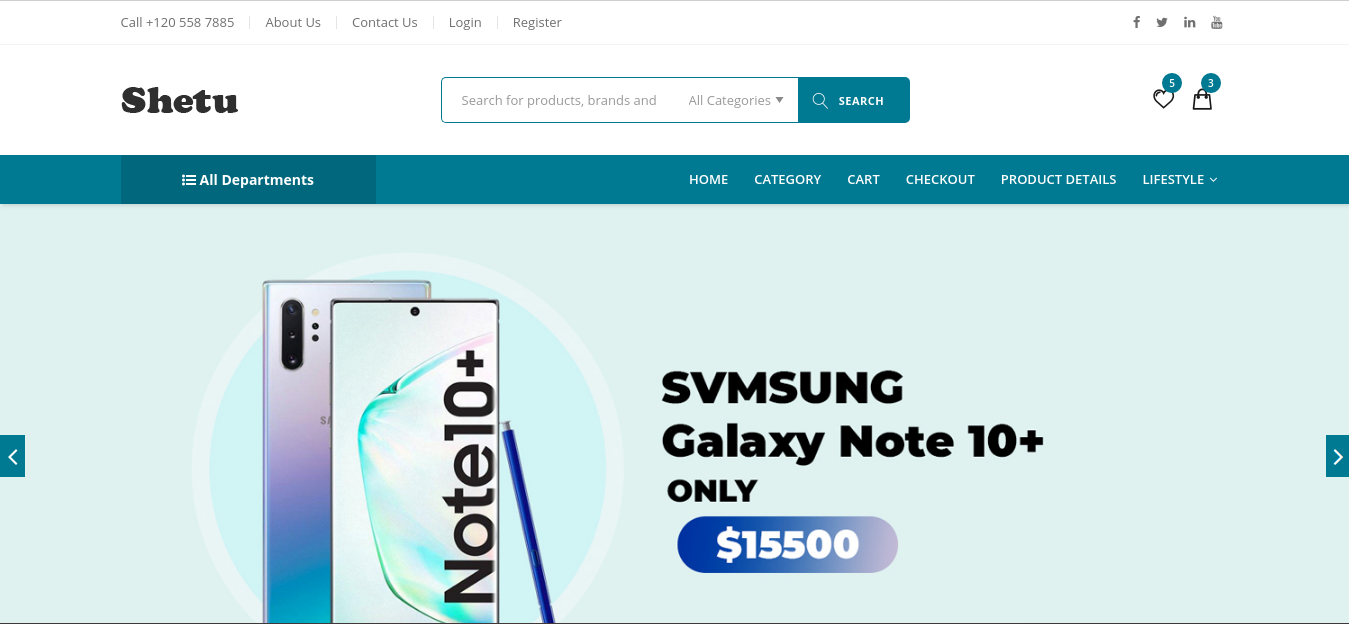 Call +120 558 7885 About Us Contact Us Login Register
Shetu
Search for products, brands and
All Categories
SEARCH
5
3
All Departments
HOME CATEGORY CART CHECKOUT PRODUCT DETAILS LIFESTYLE
Note10+
SVMSUNG
Galaxy Note 10+
ONLY
$15500